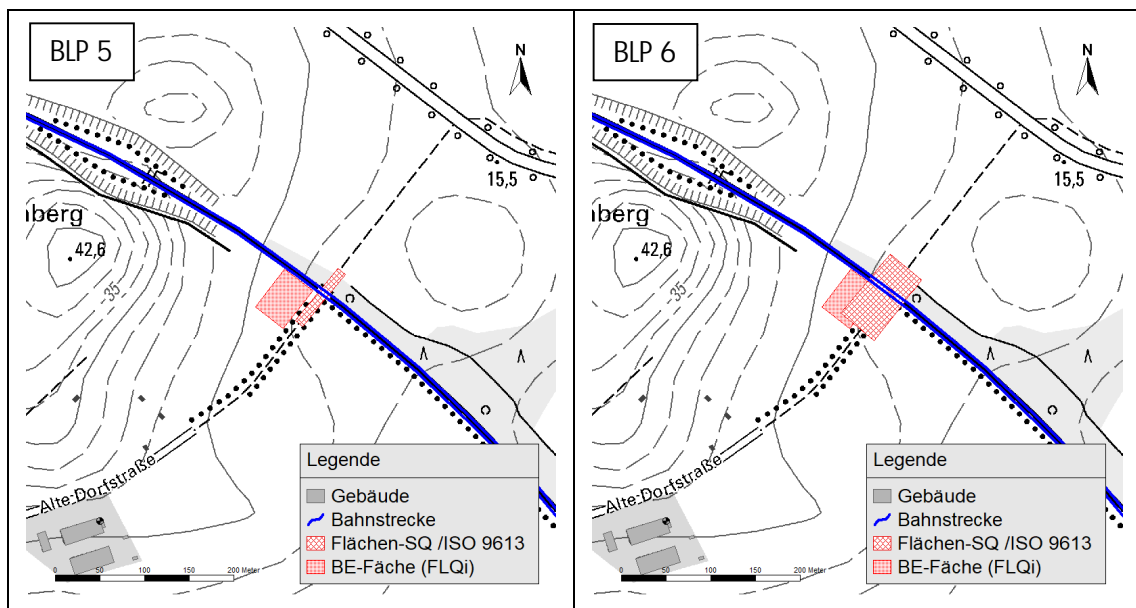 BLP 5
N
15,5
nberg
42,6
35
Alte-Dorfstraße
Legende
Gebäude
Bahnstrecke
Flächen-SQ /ISO 9613
BE-Fäche (FLQi)
0 50 100 150 200 Meter
BLP 6
N
15,5
nberg
42,6
35
Alte-Dorfstraße
Legende
Gebäude
Bahnstrecke
Flächen-SQ /ISO 9613
BE-Fäche (FLQi)
0 50 100 150 200 Meter